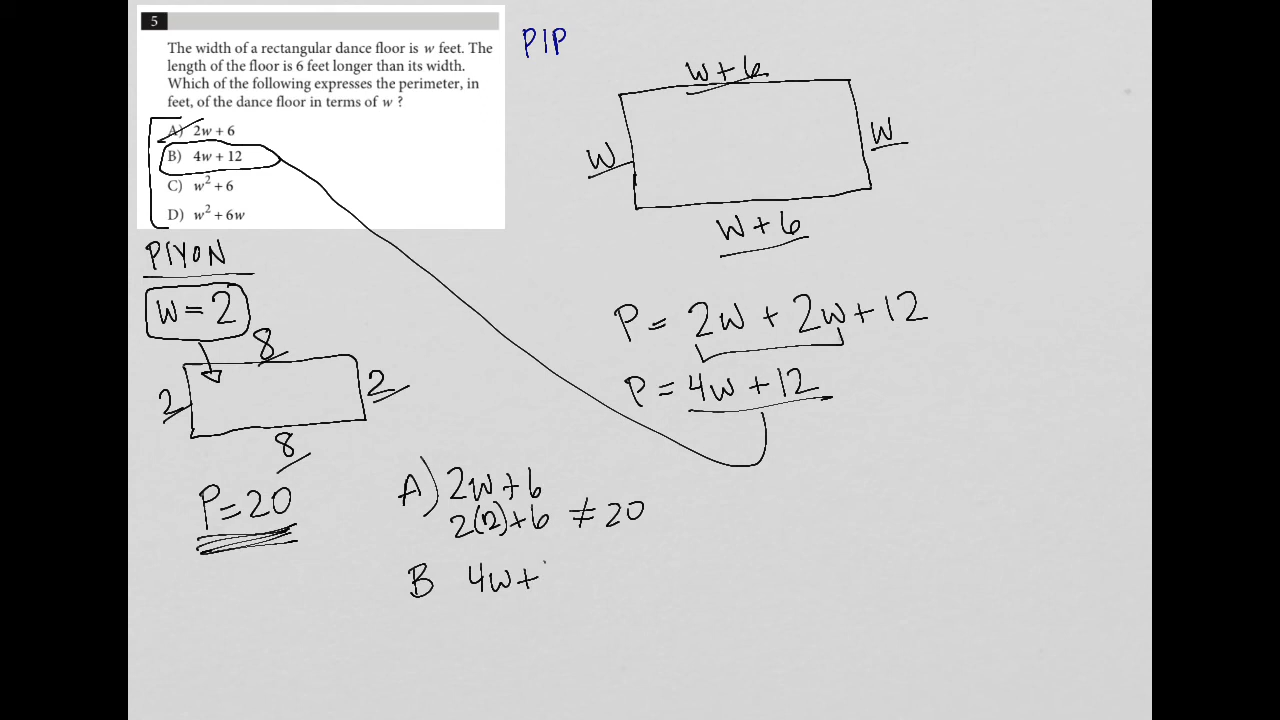 5
The width of a rectangular dance floor is w feet. The
length of the floor is 6 feet longer than its width.
Which of the following expresses the perimeter, in
feet, of the dance floor in terms of w ?
A) 2w + 6
B) 4w + 12
C) w² + 6
D) w² + 6w
PIP
w+6
w
w
w+6
P = 2w + 2w + 12
P = 4w + 12
PIYON
w = 2
8
2
2
8
P = 20
A) 2w + 6
2(2) + 6 ≠ 20
B 4w +